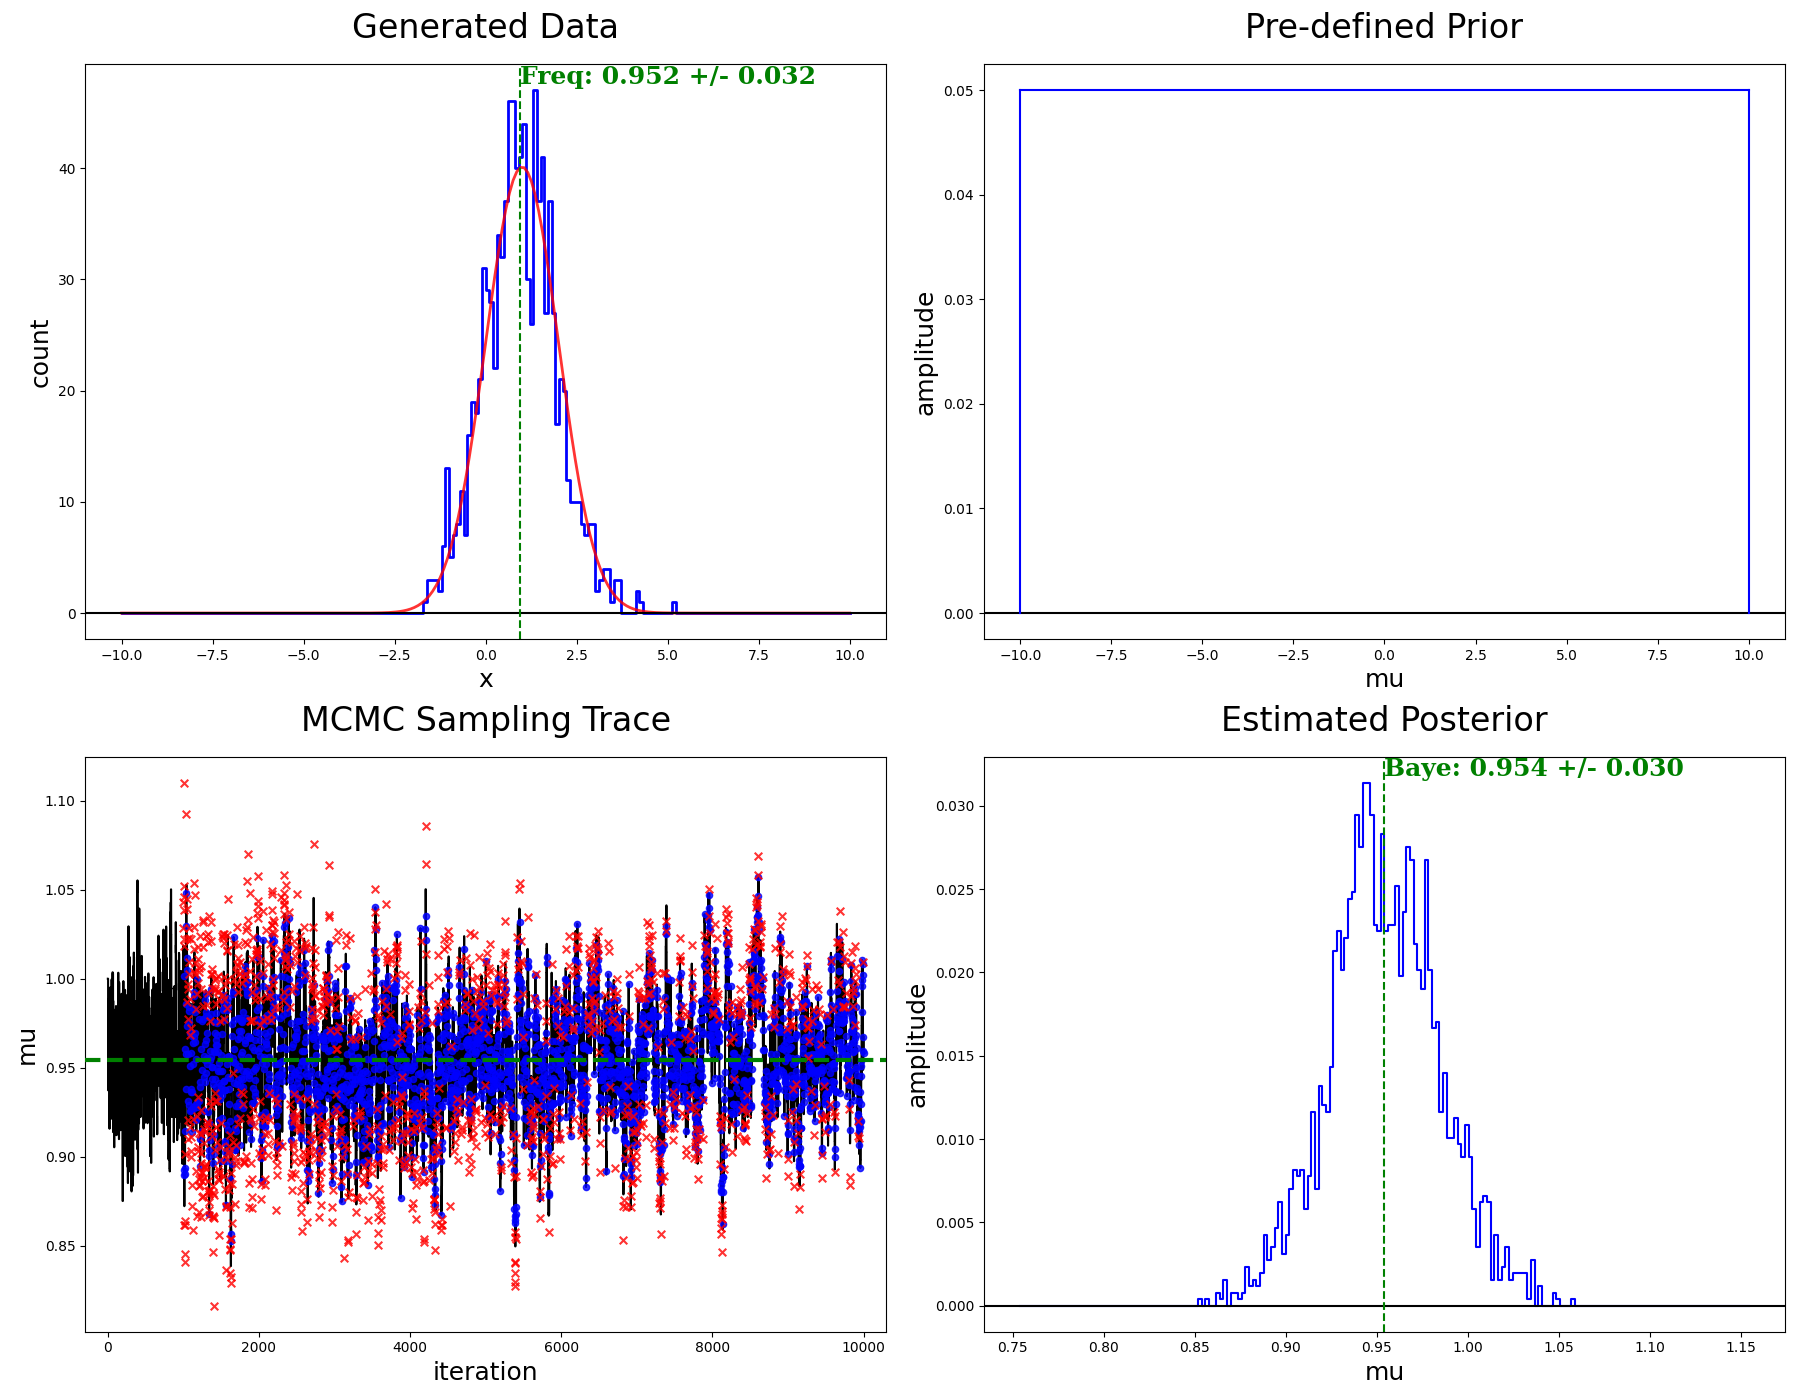 Generated Data
Freq: 0.952 +/- 0.032
count
40
30
20
10
0
−10.0 −7.5 −5.0 −2.5 0.0 2.5 5.0 7.5 10.0
x
Pre-defined Prior
amplitude
0.05
0.04
0.03
0.02
0.01
0.00
−10.0 −7.5 −5.0 −2.5 0.0 2.5 5.0 7.5 10.0
mu
MCMC Sampling Trace
mu
1.10
1.05
1.00
0.95
0.90
0.85
0 2000 4000 6000 8000 10000
iteration
Estimated Posterior
Baye: 0.954 +/- 0.030
amplitude
0.030
0.025
0.020
0.015
0.010
0.005
0.000
0.75 0.80 0.85 0.90 0.95 1.00 1.05 1.10 1.15
mu